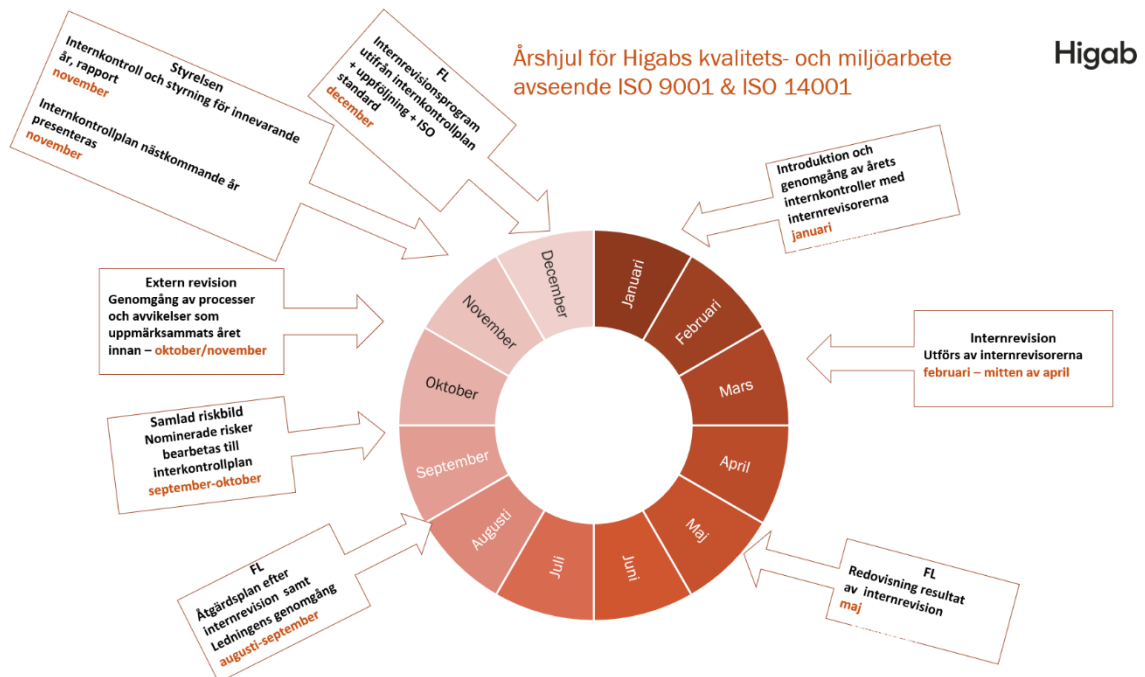 Årshjul för Higabs kvalitets- och miljöarbete
avseende ISO 9001 & ISO 14001
Higab
Styrelsen
Internkontroll och styrning för innevarande
år, rapport
november
Internkontrollplan nästkommande år
presenteras
november
FL
Internrevisionsprogram
utifrån internkontrollplan
+ uppföljning + ISO
standard
december
Introduktion och
genomgång av årets
internkontroller med
internrevisorerna
januari
Extern revision
Genomgång av processer
och avvikelser som
uppmärksammats året
innan – oktober/november
Internrevision
Utförs av internrevisorerna
februari – mitten av april
Samlad riskbild
Nominerade risker
bearbetas till
interkontrollplan
september-oktober
FL
Åtgärdsplan efter
internrevision samt
Ledningens genomgång
augusti-september
FL
Redovisning resultat
av internrevision
maj
Januari
Februari
Mars
April
Maj
Juni
Juli
Augusti
September
Oktober
November
December